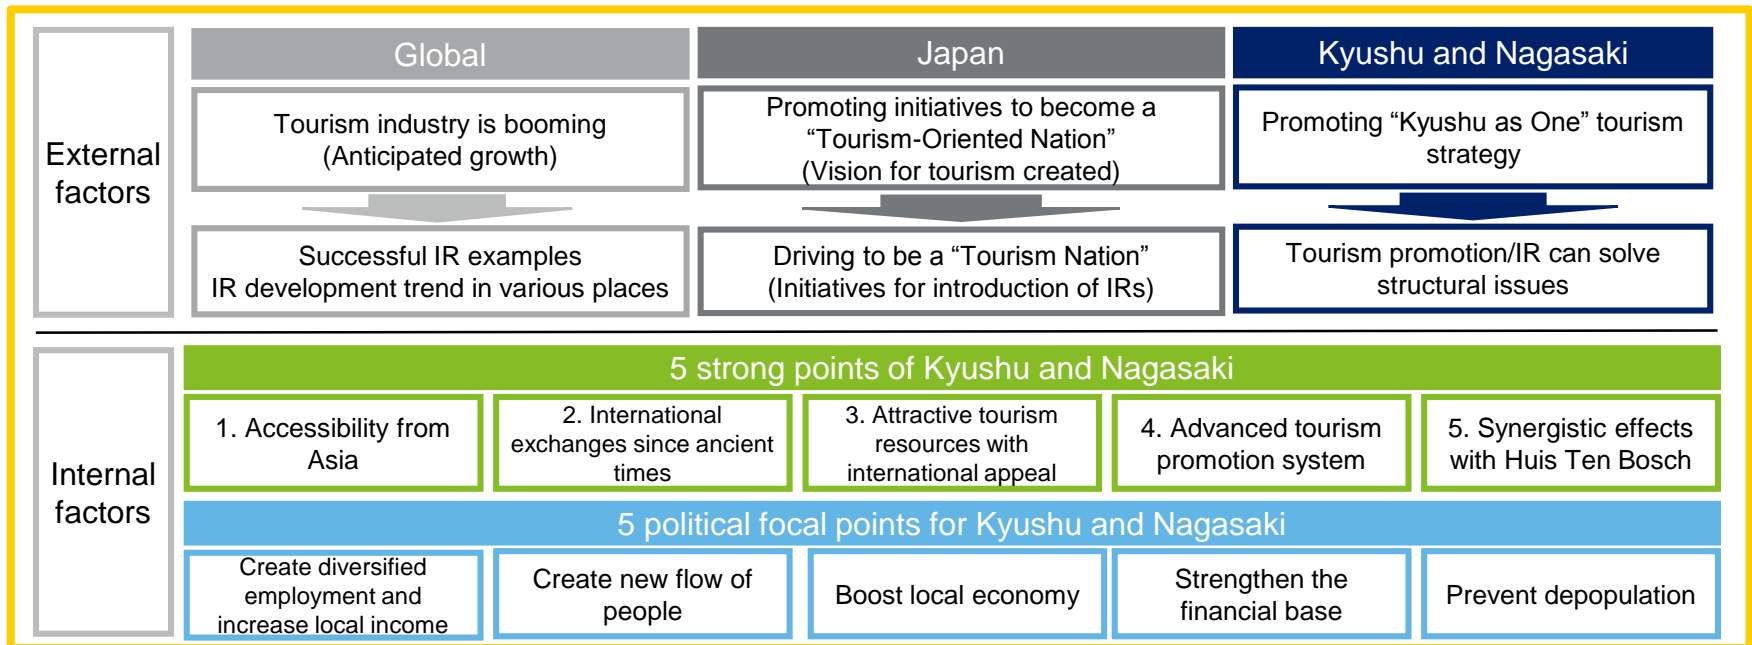 External
factors
Global
Tourism industry is booming
(Anticipated growth)
Successful IR examples
IR development trend in various places
Japan
Promoting initiatives to become a
“Tourism-Oriented Nation”
(Vision for tourism created)
Driving to be a “Tourism Nation”
(Initiatives for introduction of IRs)
Kyushu and Nagasaki
Promoting “Kyushu as One” tourism
strategy
Tourism promotion/IR can solve
structural issues
Internal
factors
5 strong points of Kyushu and Nagasaki
1. Accessibility from
Asia
2. International
exchanges since ancient
times
3. Attractive tourism
resources with
international appeal
4. Advanced tourism
promotion system
5. Synergistic effects
with Huis Ten Bosch
5 political focal points for Kyushu and Nagasaki
Create diversified
employment and
increase local income
Create new flow of
people
Boost local economy
Strengthen the
financial base
Prevent depopulation